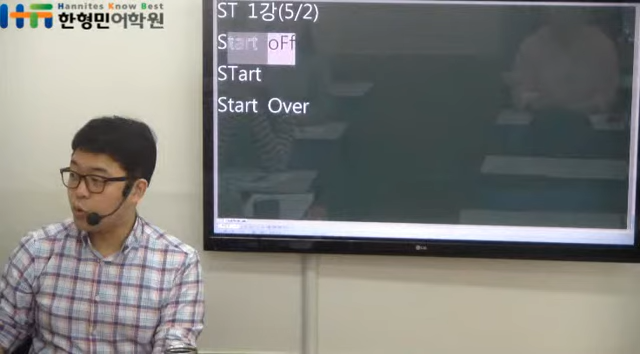 Hannites Know Best
한형민어학원
ST 1강(5/2)
Start oFf
STart
Start Over
LG